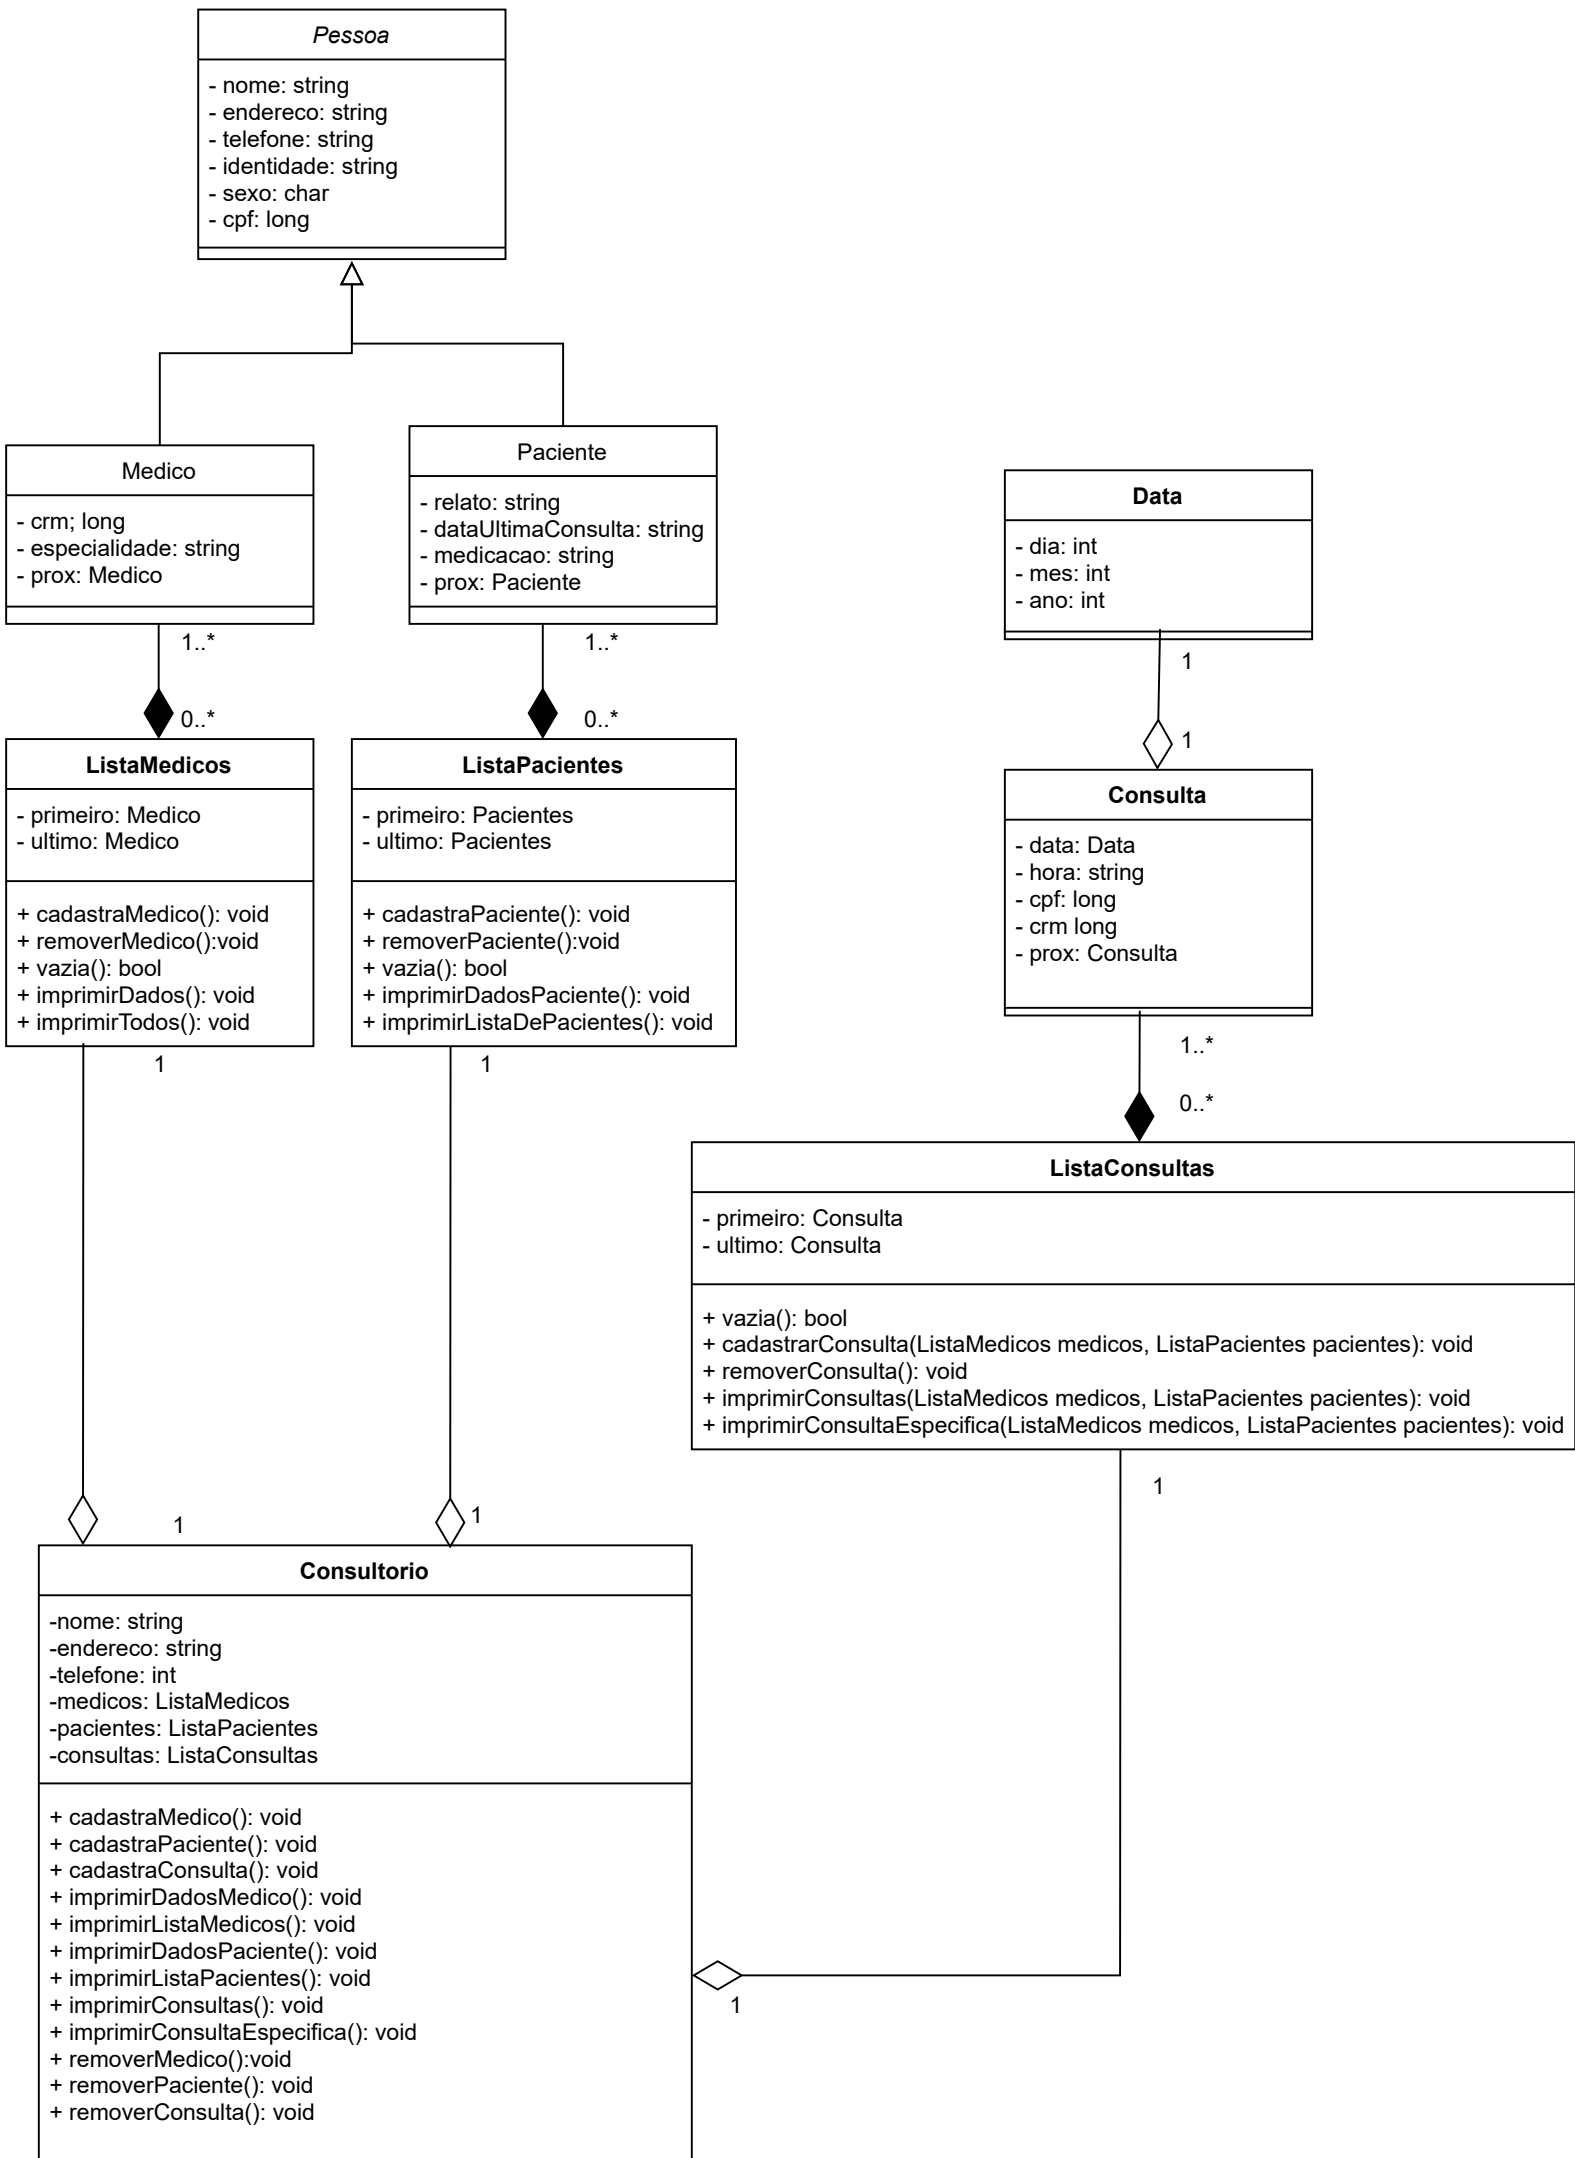 Pessoa
- nome: string
- endereco: string
- telefone: string
- identidade: string
- sexo: char
- cpf: long
Medico
- crm; long
- especialidade: string
- prox: Medico
1..*
0..*
Paciente
- relato: string
- dataUltimaConsulta: string
- medicacao: string
- prox: Paciente
1..*
0..*
Data
- dia: int
- mes: int
- ano: int
1
1
ListaMedicos
- primeiro: Medico
- ultimo: Medico
+ cadastraMedico(): void
+ removerMedico():void
+ vazia(): bool
+ imprimirDados(): void
+ imprimirTodos(): void
1
ListaPacientes
- primeiro: Pacientes
- ultimo: Pacientes
+ cadastraPaciente(): void
+ removerPaciente():void
+ vazia(): bool
+ imprimirDadosPaciente(): void
+ imprimirListaDePacientes(): void
1
Consulta
- data: Data
- hora: string
- cpf: long
- crm long
- prox: Consulta
1..*
0..*
ListaConsultas
- primeiro: Consulta
- ultimo: Consulta
+ vazia(): bool
+ cadastrarConsulta(ListaMedicos medicos, ListaPacientes pacientes): void
+ removerConsulta(): void
+ imprimirConsultas(ListaMedicos medicos, ListaPacientes pacientes): void
+ imprimirConsultaEspecifica(ListaMedicos medicos, ListaPacientes pacientes): void
1
1
1
Consultorio
-nome: string
-endereco: string
-telefone: int
-medicos: ListaMedicos
-pacientes: ListaPacientes
-consultas: ListaConsultas
+ cadastraMedico(): void
+ cadastraPaciente(): void
+ cadastraConsulta(): void
+ imprimirDadosMedico(): void
+ imprimirListaMedicos(): void
+ imprimirDadosPaciente(): void
+ imprimirListaPacientes(): void
+ imprimirConsultas(): void
+ imprimirConsultaEspecifica(): void
+ removerMedico():void
+ removerPaciente(): void
+ removerConsulta(): void
1